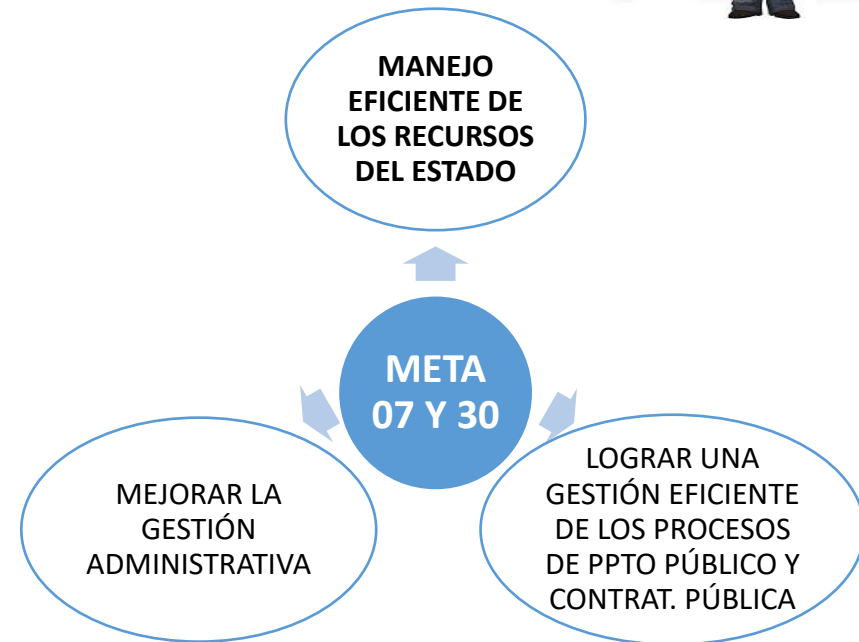 MANEJO
EFICIENTE DE
LOS RECURSOS
DEL ESTADO
META
07 Y 30
MEJORAR LA
GESTIÓN
ADMINISTRATIVA
LOGRAR UNA
GESTIÓN EFICIENTE
DE LOS PROCESOS
DE PPTO PÚBLICO Y
CONTRAT. PÚBLICA